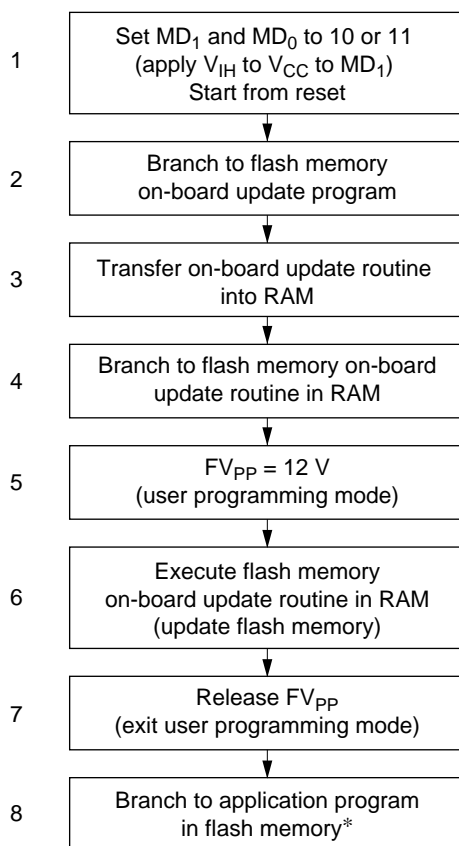 1
Set MD₁ and MD₀ to 10 or 11
(apply V_IH to V_CC to MD₁)
Start from reset
2
Branch to flash memory
on-board update program
3
Transfer on-board update routine
into RAM
4
Branch to flash memory on-board
update routine in RAM
5
FV_PP = 12 V
(user programming mode)
6
Execute flash memory
on-board update routine in RAM
(update flash memory)
7
Release FV_PP
(exit user programming mode)
8
Branch to application program
in flash memory*